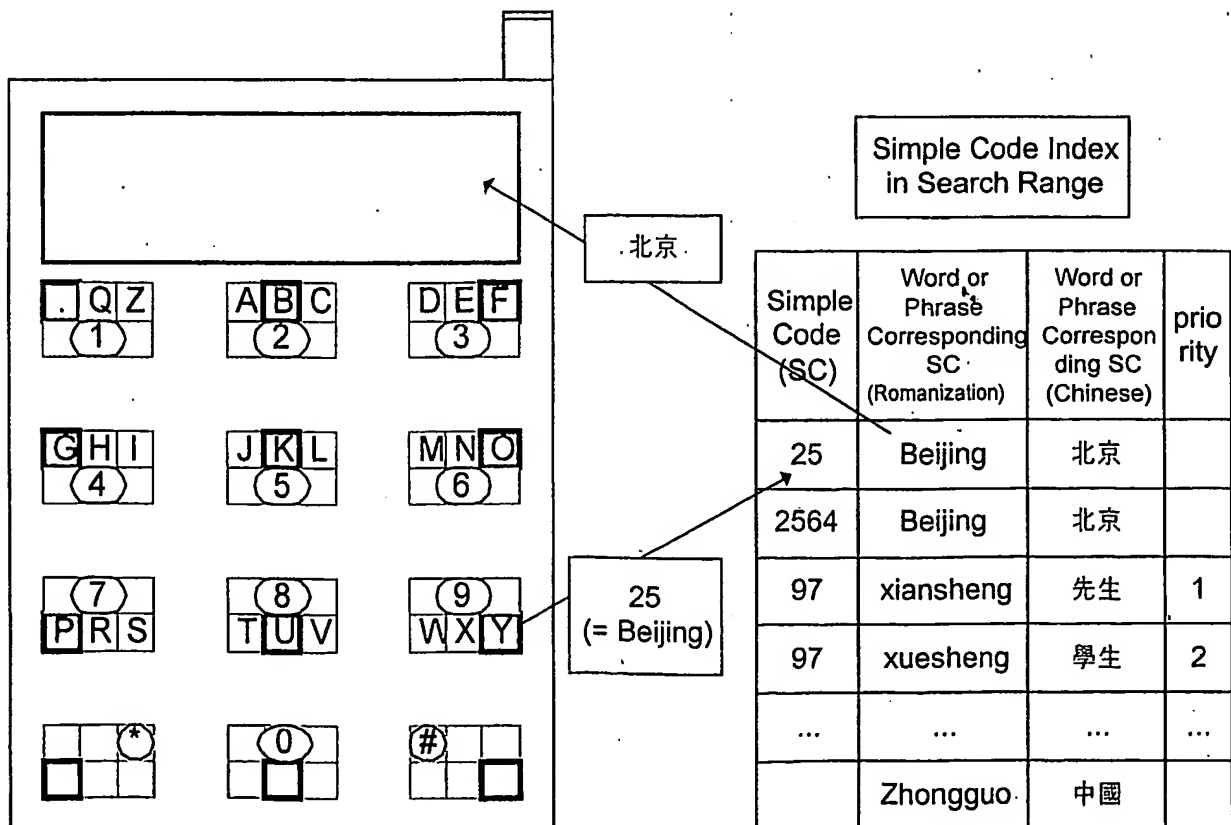 . Q Z
1
A B C
2
D E F
3
G H I
4
J K L
5
M N O
6
7
P R S
8
T U V
9
W X Y
*
0
#
北京
25
(= Beijing)
Simple Code Index
in Search Range
Simple
Code
(SC)
Word or
Phrase
Corresponding
SC
(Romanization)
Word or
Phrase
Correspon
ding SC
(Chinese)
prio
rity
25 Beijing 北京
2564 Beijing 北京
97 xiansheng 先生 1
97 xuesheng 學生 2
... ... ... ...
Zhongguo 中國